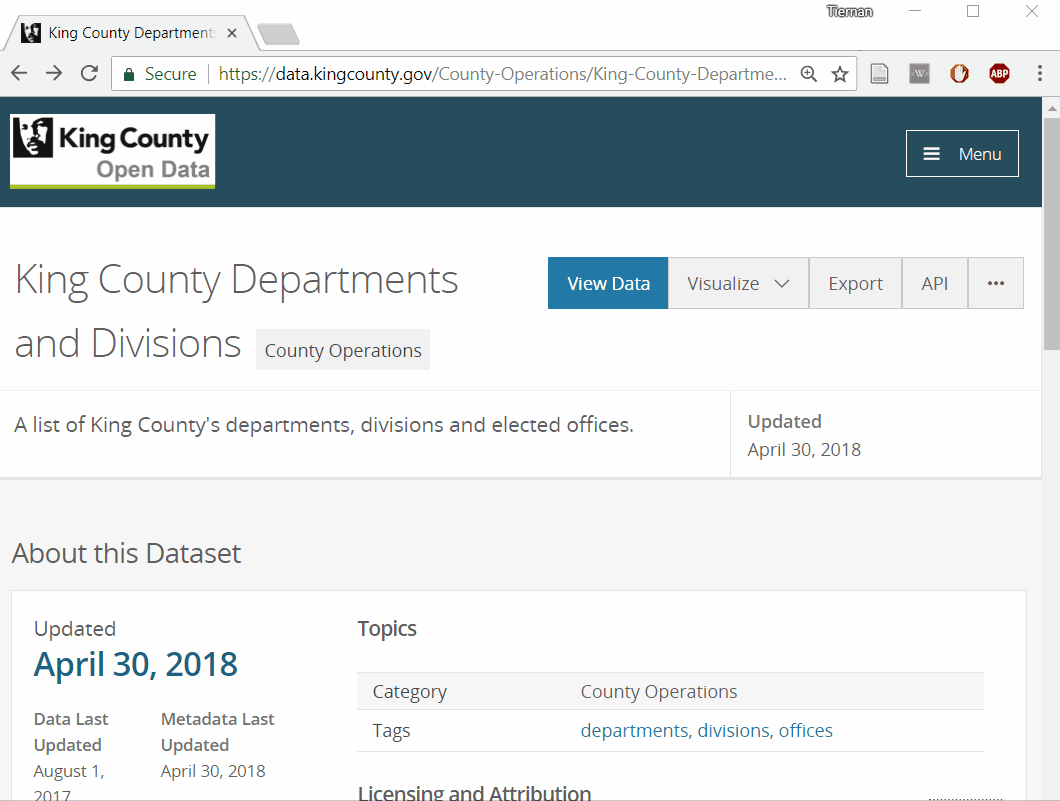 Tiernan
King County Department
Secure
https://data.kingcounty.gov/County-Operations/King-County-Departme...
<W>
ABP
King County
Open Data
Menu
King County Departments
and Divisions
County Operations
View Data
Visualize
Export
API
...
A list of King County's departments, divisions and elected offices.
Updated
April 30, 2018
About this Dataset
Updated
April 30, 2018
Data Last
Updated
August 1,
2017
Metadata Last
Updated
April 30, 2018
Topics
Category County Operations
Tags departments, divisions, offices
Licensing and Attribution